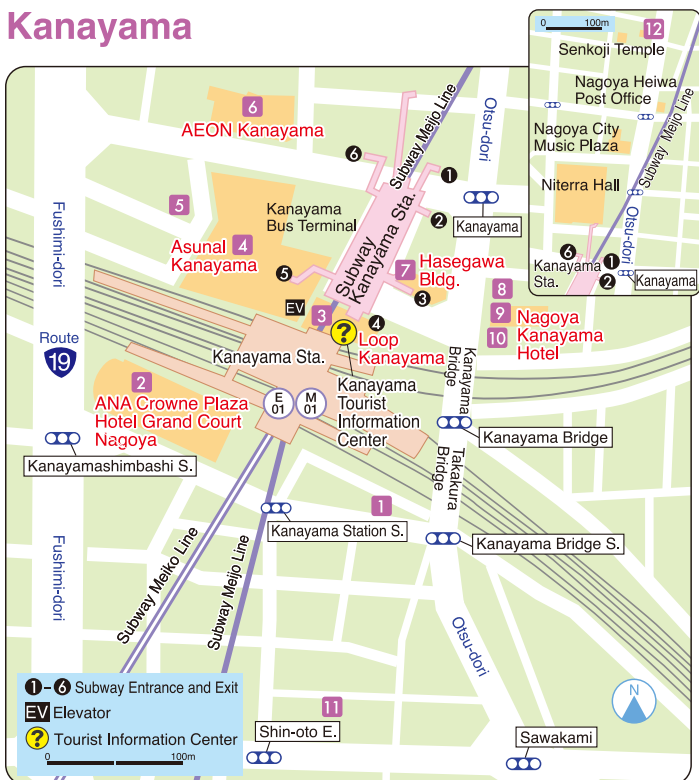 Kanayama
0 100m
12
Senkoji Temple
Nagoya Heiwa
Post Office
Nagoya City
Music Plaza
Niterra Hall
Subway Meijo Line
Otsu-dori
6
1
2
Kanayama
Sta.
Kanayama
6
AEON Kanayama
Subway Meijo Line
Otsu-dori
6
1
2
Kanayama
Fushimi-dori
5
Kanayama
Bus Terminal
Asunal
Kanayama
4
Subway
Kanayama Sta.
5
7
Hasegawa
Bldg.
3
8
9
10
Nagoya
Kanayama
Hotel
EV
3
?
4
Loop
Kanayama
Route
19
Kanayama Sta.
Kanayama
Tourist
Information
Center
Kanayama
Bridge
2
ANA Crowne Plaza
Hotel Grand Court
Nagoya
E
01
M
01
Kanayama Bridge
Takakura
Bridge
Kanayamashimbashi S.
1
Kanayama Station S.
Kanayama Bridge S.
Fushimi-dori
Subway Meiko Line
Subway Meijo Line
Otsu-dori
N
1-6 Subway Entrance and Exit
EV Elevator
? Tourist Information Center
0 100m
11
Shin-oto E.
Sawakami